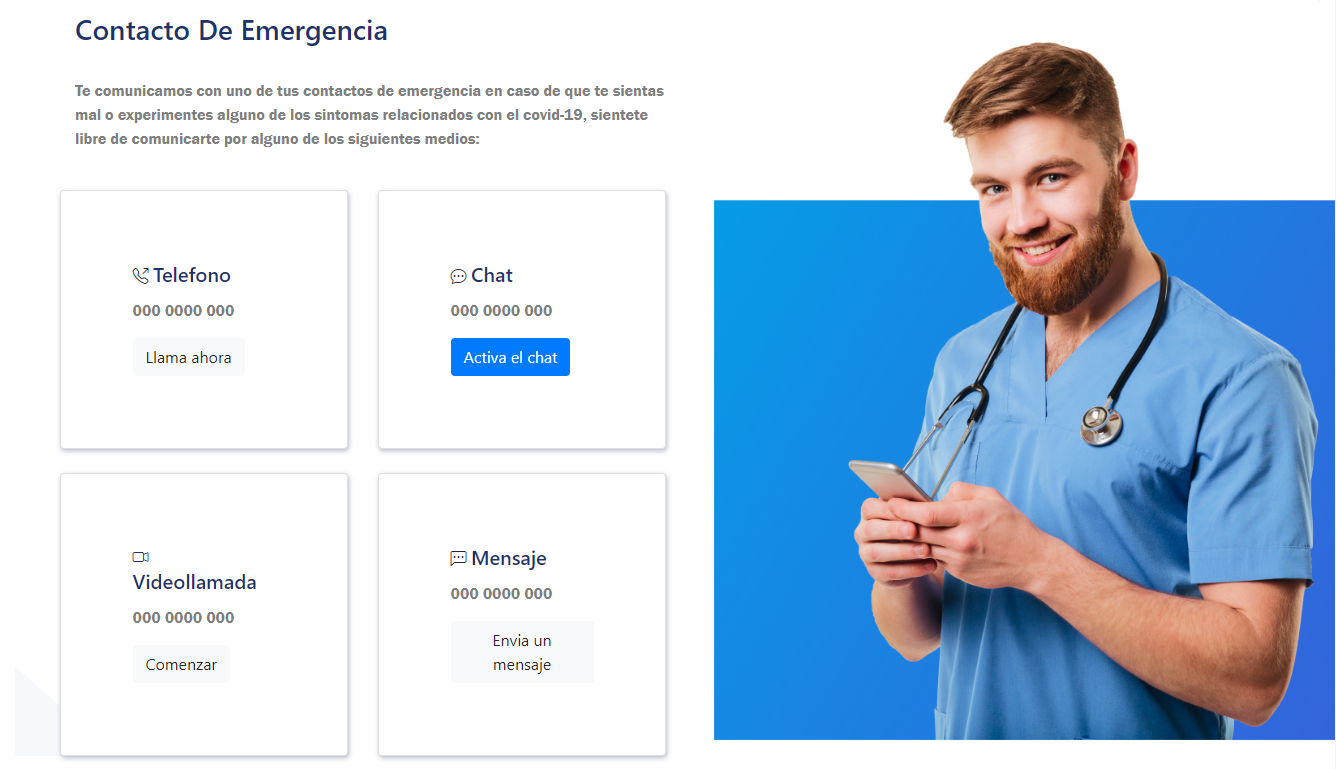 Contacto De Emergencia
Te comunicamos con uno de tus contactos de emergencia en caso de que te sientas
mal o experimentes alguno de los sintomas relacionados con el covid-19, sientete
libre de comunicarte por alguno de los siguientes medios:
Telefono
000 0000 000
Llama ahora
Chat
000 0000 000
Activa el chat
Videollamada
000 0000 000
Comenzar
Mensaje
000 0000 000
Envia un
mensaje